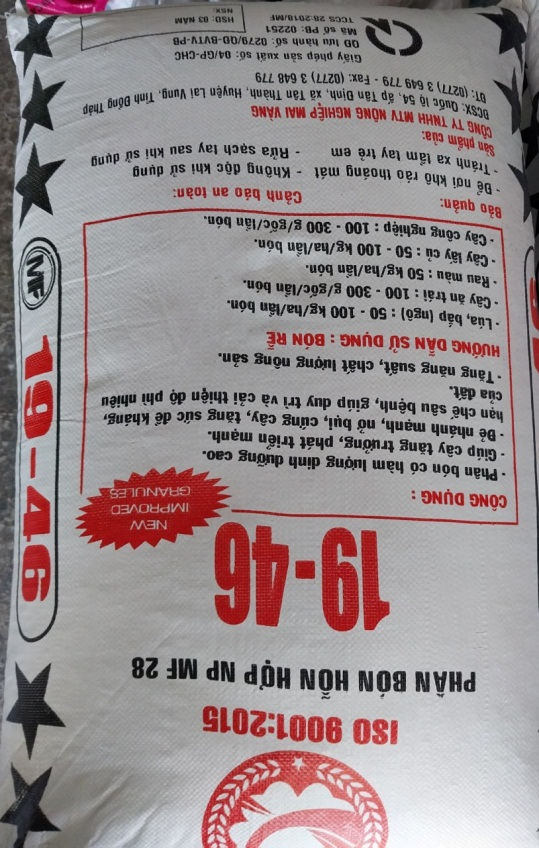 ISO 9001:2015
PHÂN BÓN HỖN HỢP NP MF 28
19-46
NEW
IMPROVED
GRANULES
CÔNG DỤNG :
- Phân bón có hàm lượng dinh dưỡng cao.
- Giúp cây tăng trưởng, phát triển mạnh.
- Đẻ nhánh mạnh, nở bụi, cứng cây, tăng sức đề kháng,
hạn chế sâu bệnh, giúp duy trì và cải thiện độ phì nhiêu
của đất.
- Tăng năng suất, chất lượng nông sản.
HƯỚNG DẪN SỬ DỤNG : BÓN RỄ
- Lúa, bắp (ngô) : 50 - 100 kg/ha/lần bón.
- Cây ăn trái : 100 - 300 g/gốc/lần bón.
- Rau màu : 50 kg/ha/lần bón.
- Cây lấy củ : 50 - 100 kg/ha/lần bón.
- Cây công nghiệp : 100 - 300 g/gốc/lần bón.
Bảo quản: Cảnh báo an toàn:
- Để nơi khô ráo thoáng mát - Không độc khi sử dụng
- Tránh xa tầm tay trẻ em - Rửa sạch tay sau khi sử dụng
Sản phẩm của:
CÔNG TY TNHH MTV NÔNG NGHIỆP MAI VÀNG
ĐCSX: Quốc lộ 54, ấp Tân Định, xã Tân Thành, Huyện Lai Vung, Tỉnh Đồng Tháp
ĐT: (0277) 3 649 779 - Fax: (0277) 3 648 779
Giấy phép sản xuất số: 04/GP-CHC
QĐ lưu hành số: 0279/QĐ-BVTV-PB
Mã số PB: 02251
TCCS 28:2018/MF
HSD: 03 NĂM
NSX:
MF
19-46